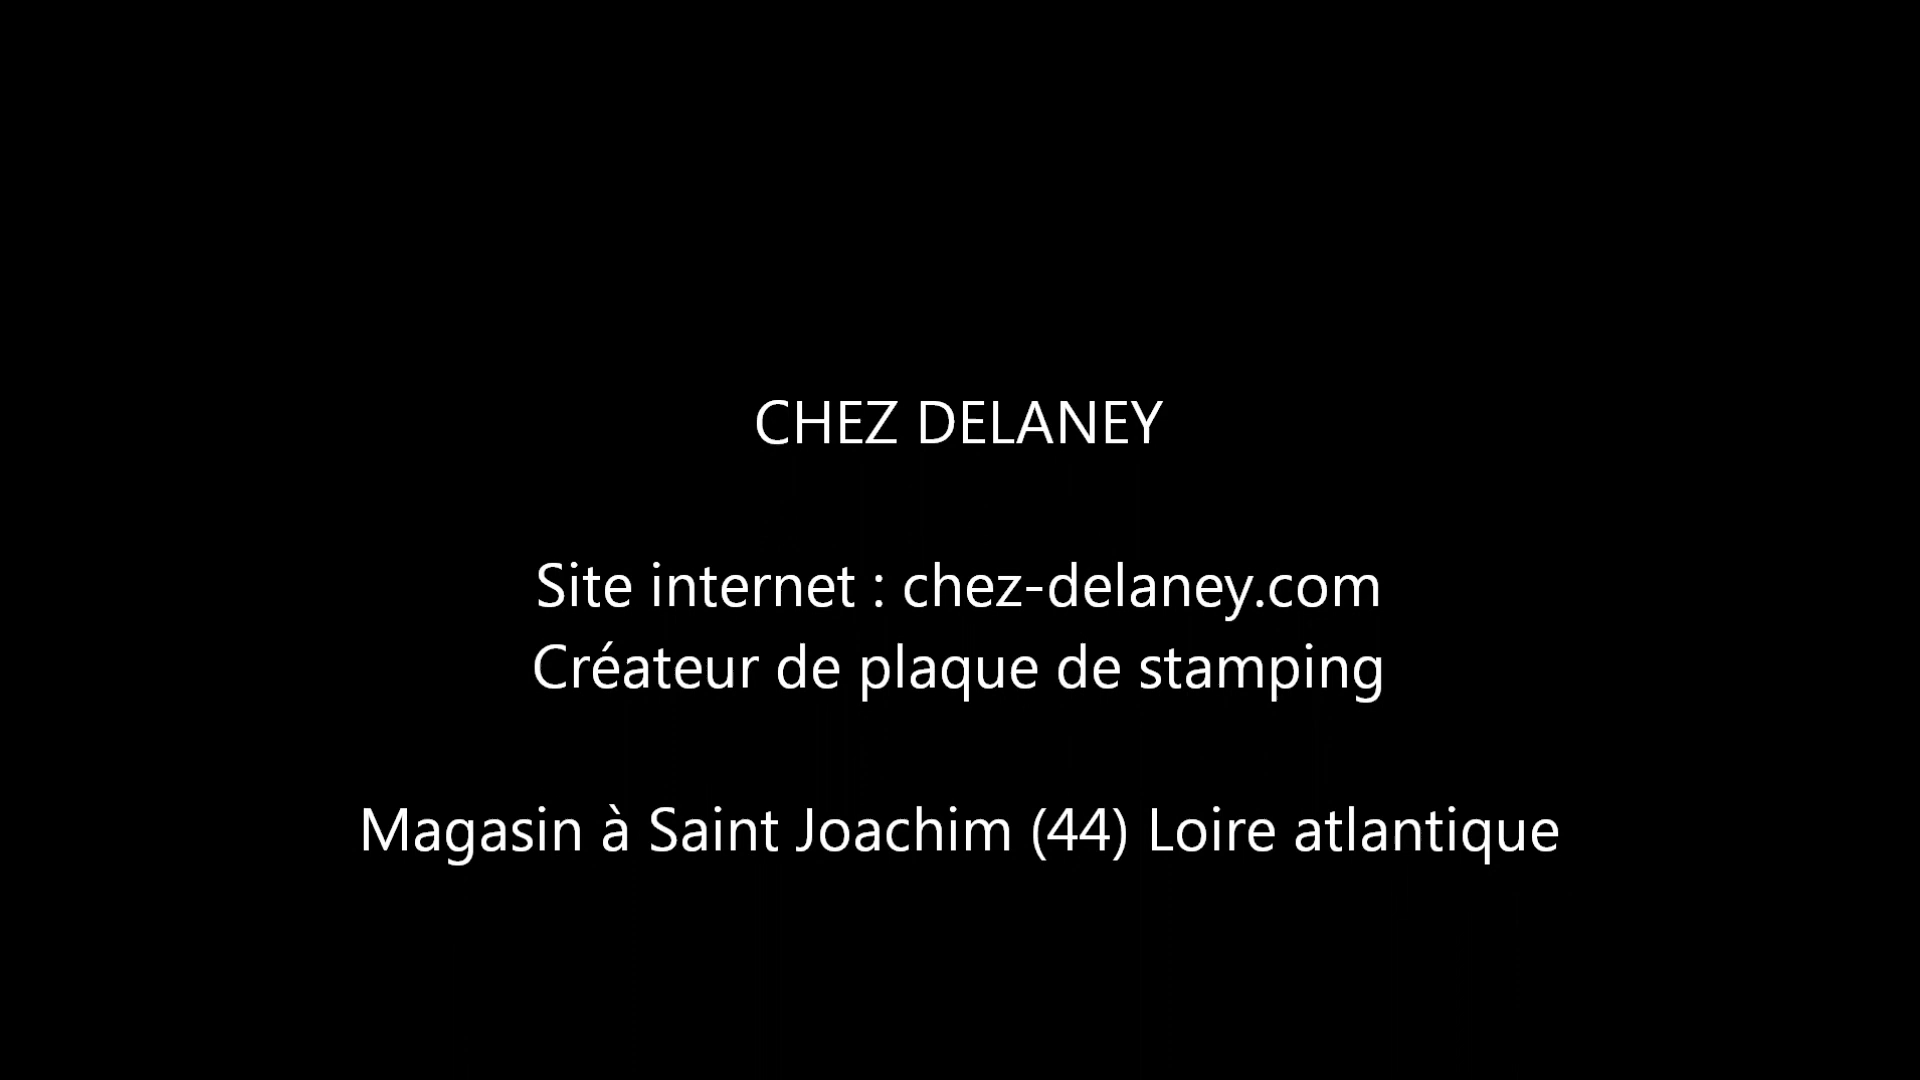 CHEZ DELANEY
Site internet : chez-delaney.com
Créateur de plaque de stamping
Magasin à Saint Joachim (44) Loire atlantique